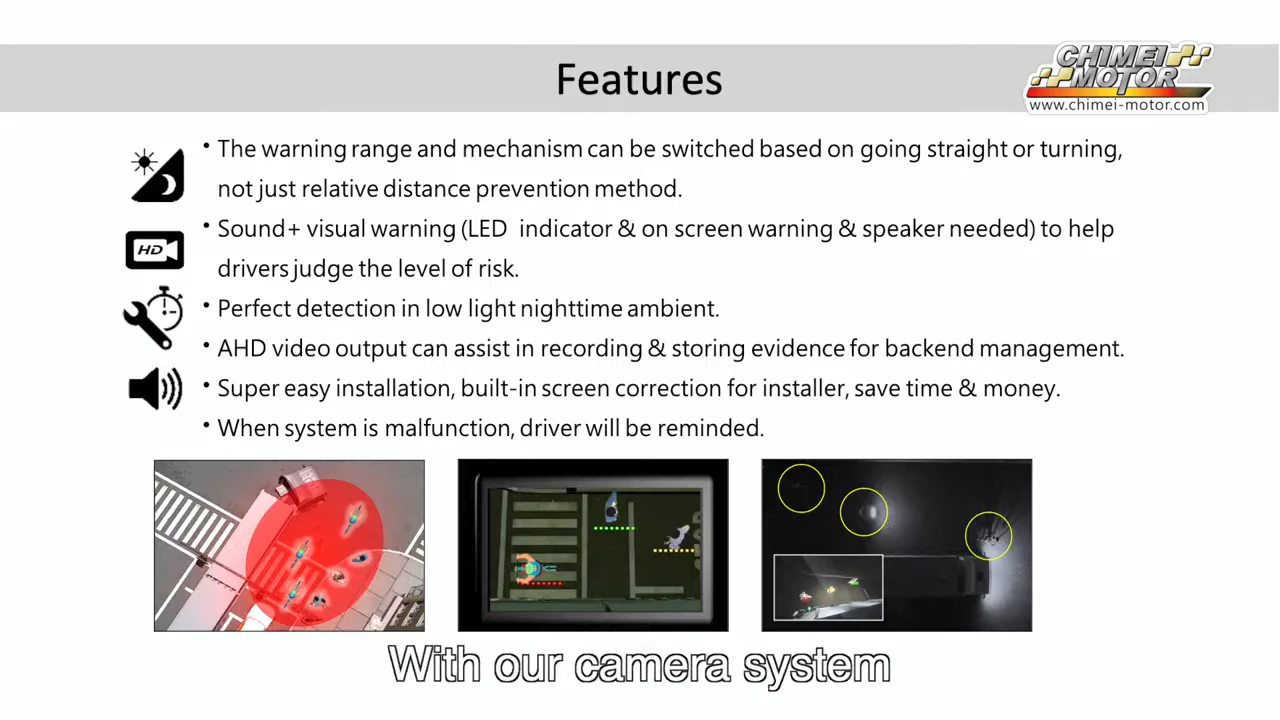 Features
CHIMEI
MOTOR
www.chimei-motor.com
• The warning range and mechanism can be switched based on going straight or turning,
not just relative distance prevention method.
• Sound+ visual warning (LED indicator & on screen warning & speaker needed) to help
drivers judge the level of risk.
HD
• Perfect detection in low light nighttime ambient.
• AHD video output can assist in recording & storing evidence for backend management.
• Super easy installation, built-in screen correction for installer, save time & money.
• When system is malfunction, driver will be reminded.
With our camera system